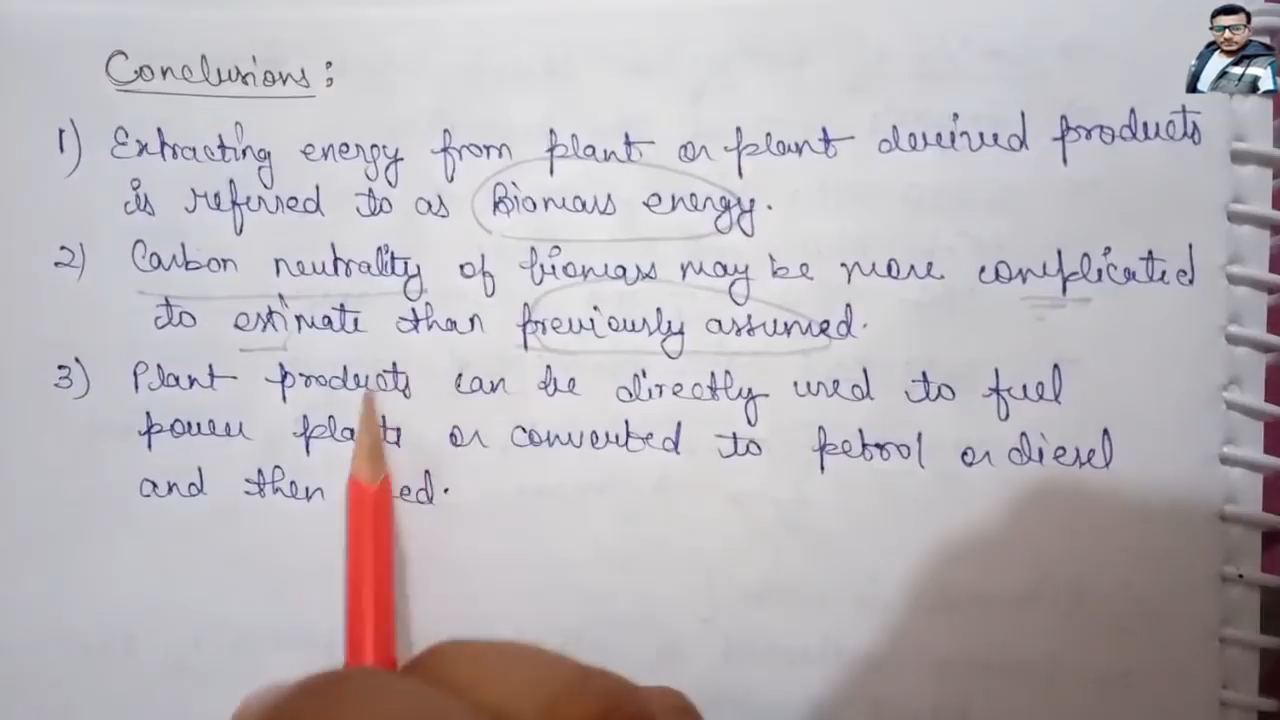 Conclusions:
1) Extracting energy from plant or plant derived products
is referred to as Biomass energy.
2) Carbon neutrality of biomass may be more complicated
to estimate than previously assumed.
3) Plant products can be directly used to fuel
power or converted to petrol or diesel
and then